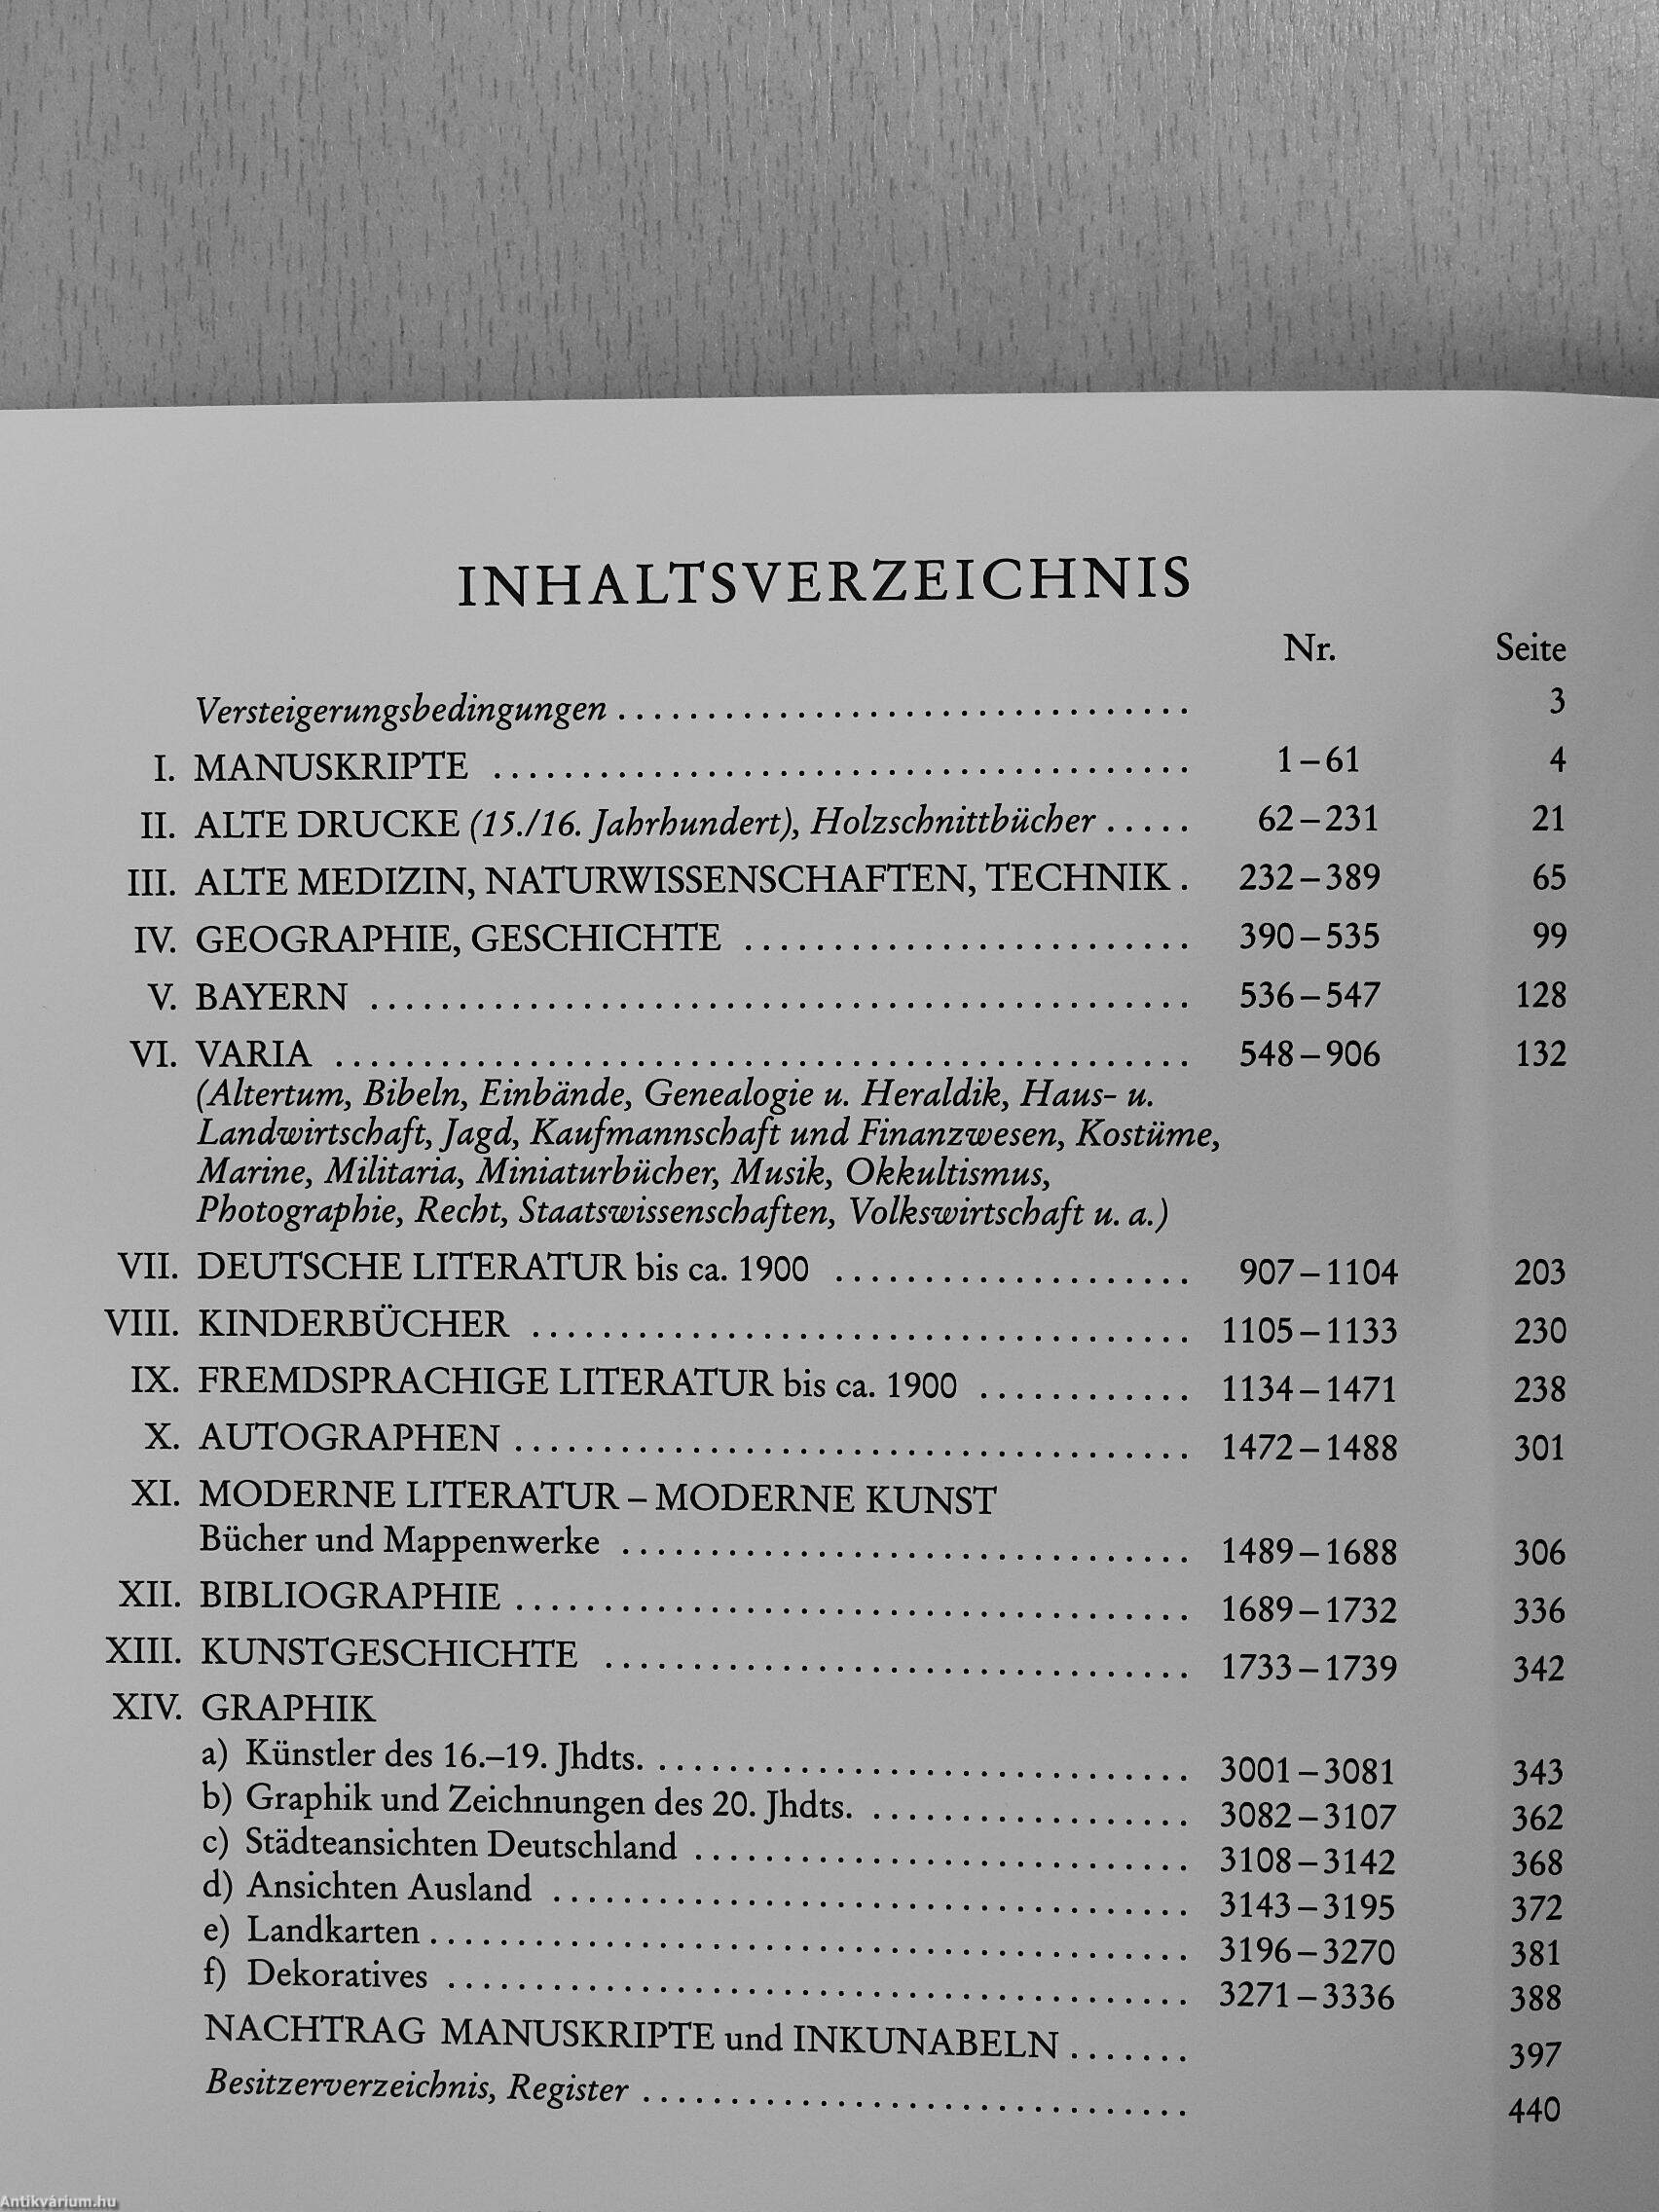 INHALTSVERZEICHNIS
Nr. Seite
Versteigerungsbedingungen . . . . . . . . . . . . . . . . . . . . . . . . . . . . . . . . . 3
I. MANUSKRIPTE . . . . . . . . . . . . . . . . . . . . . . . . . . . . . . . . . . . . . . . . 1–61 4
II. ALTE DRUCKE (15./16. Jahrhundert), Holzschnittbücher . . . . . 62–231 21
III. ALTE MEDIZIN, NATURWISSENSCHAFTEN, TECHNIK . 232–389 65
IV. GEOGRAPHIE, GESCHICHTE . . . . . . . . . . . . . . . . . . . . . . . . . . 390–535 99
V. BAYERN . . . . . . . . . . . . . . . . . . . . . . . . . . . . . . . . . . . . . . . . . . . . . . . 536–547 128
VI. VARIA . . . . . . . . . . . . . . . . . . . . . . . . . . . . . . . . . . . . . . . . . . . . . . . . . 548–906 132
(Altertum, Bibeln, Einbände, Genealogie u. Heraldik, Haus- u.
Landwirtschaft, Jagd, Kaufmannschaft und Finanzwesen, Kostüme,
Marine, Militaria, Miniaturbücher, Musik, Okkultismus,
Photographie, Recht, Staatswissenschaften, Volkswirtschaft u. a.)
VII. DEUTSCHE LITERATUR bis ca. 1900 . . . . . . . . . . . . . . . . . . . . . 907–1104 203
VIII. KINDERBÜCHER . . . . . . . . . . . . . . . . . . . . . . . . . . . . . . . . . . . . . . 1105–1133 230
IX. FREMDSPRACHIGE LITERATUR bis ca. 1900 . . . . . . . . . . . . 1134–1471 238
X. AUTOGRAPHEN . . . . . . . . . . . . . . . . . . . . . . . . . . . . . . . . . . . . . . . 1472–1488 301
XI. MODERNE LITERATUR – MODERNE KUNST
Bücher und Mappenwerke . . . . . . . . . . . . . . . . . . . . . . . . . . . . . . . . . 1489–1688 306
XII. BIBLIOGRAPHIE . . . . . . . . . . . . . . . . . . . . . . . . . . . . . . . . . . . . . . . 1689–1732 336
XIII. KUNSTGESCHICHTE . . . . . . . . . . . . . . . . . . . . . . . . . . . . . . . . . . 1733–1739 342
XIV. GRAPHIK
a) Künstler des 16.–19. Jhdts. . . . . . . . . . . . . . . . . . . . . . . . . . . . . . . . 3001–3081 343
b) Graphik und Zeichnungen des 20. Jhdts. . . . . . . . . . . . . . . . . . . . 3082–3107 362
c) Städteansichten Deutschland . . . . . . . . . . . . . . . . . . . . . . . . . . . . . 3108–3142 368
d) Ansichten Ausland . . . . . . . . . . . . . . . . . . . . . . . . . . . . . . . . . . . . . 3143–3195 372
e) Landkarten . . . . . . . . . . . . . . . . . . . . . . . . . . . . . . . . . . . . . . . . . . . . 3196–3270 381
f) Dekoratives . . . . . . . . . . . . . . . . . . . . . . . . . . . . . . . . . . . . . . . . . . . 3271–3336 388
NACHTRAG MANUSKRIPTE und INKUNABELN . . . . . . . 397
Besitzerverzeichnis, Register . . . . . . . . . . . . . . . . . . . . . . . . . . . . . . . 440
Antikvárium.hu